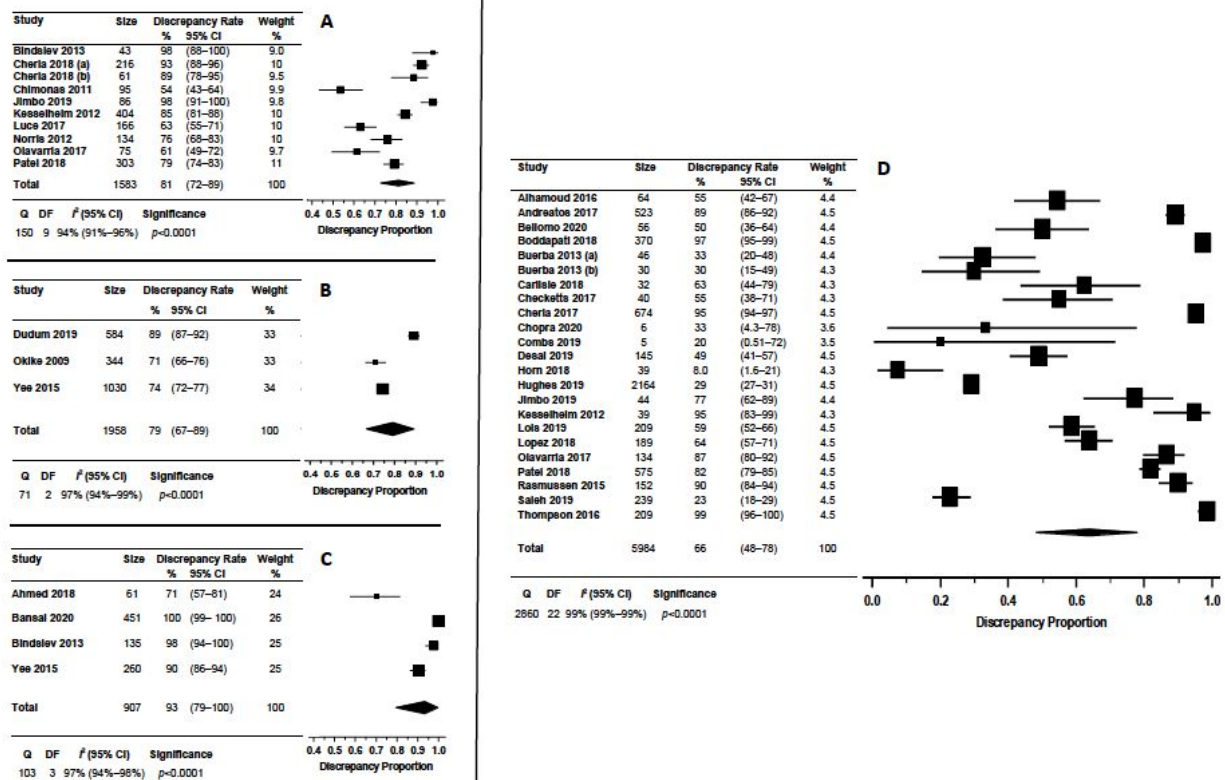 A
Study Size Discrepancy Rate Weight
% 95% CI %
Bindslev 2013 43 98 (88–100) 9.0
Cherla 2018 (a) 216 93 (88–96) 10
Cherla 2018 (b) 61 89 (78–95) 9.5
Chimonas 2011 95 54 (43–64) 9.9
Jimbo 2019 86 98 (91–100) 9.8
Kesselheim 2012 404 85 (81–88) 10
Luce 2017 166 63 (55–71) 10
Norris 2012 134 76 (68–83) 10
Olavarria 2017 75 61 (49–72) 9.7
Patel 2018 303 79 (74–83) 11
Total 1583 81 (72–89) 100
Q DF I² (95% CI) Significance
150 9 94% (91%–96%) p<0.0001
0.4 0.5 0.6 0.7 0.8 0.9 1.0
Discrepancy Proportion
B
Study Size Discrepancy Rate Weight
% 95% CI %
Dudum 2019 584 89 (87–92) 33
Okike 2009 344 71 (66–76) 33
Yee 2015 1030 74 (72–77) 34
Total 1958 79 (67–89) 100
Q DF I² (95% CI) Significance
71 2 97% (94%–99%) p<0.0001
0.4 0.5 0.6 0.7 0.8 0.9 1.0
Discrepancy Proportion
C
Study Size Discrepancy Rate Weight
% 95% CI %
Ahmed 2018 61 71 (57–81) 24
Bansal 2020 451 100 (99–100) 26
Bindslev 2013 135 98 (94–100) 25
Yee 2015 260 90 (86–94) 25
Total 907 93 (79–100) 100
Q DF I² (95% CI) Significance
103 3 97% (94%–98%) p<0.0001
0.4 0.5 0.6 0.7 0.8 0.9 1.0
Discrepancy Proportion
D
Study Size Discrepancy Rate Weight
% 95% CI %
Alhamoud 2016 64 55 (42–67) 4.4
Andreatos 2017 523 89 (86–92) 4.5
Bellomo 2020 56 50 (36–64) 4.4
Boddapati 2018 370 97 (95–99) 4.5
Buerba 2013 (a) 46 33 (20–48) 4.4
Buerba 2013 (b) 30 30 (15–49) 4.3
Carlisle 2018 32 63 (44–79) 4.3
Checketts 2017 40 55 (38–71) 4.3
Cherla 2017 674 95 (94–97) 4.5
Chopra 2020 6 33 (4.3–78) 3.6
Combs 2019 5 20 (0.51–72) 3.5
Desai 2019 145 49 (41–57) 4.5
Horn 2018 39 8.0 (1.6–21) 4.3
Hughes 2019 2164 29 (27–31) 4.5
Jimbo 2019 44 77 (62–89) 4.4
Kesselheim 2012 39 95 (83–99) 4.3
Lois 2019 209 59 (52–66) 4.5
Lopez 2018 189 64 (57–71) 4.5
Olavarria 2017 134 87 (80–92) 4.5
Patel 2018 575 82 (79–85) 4.5
Rasmussen 2015 152 90 (84–94) 4.5
Saleh 2019 239 23 (18–29) 4.5
Thompson 2016 209 99 (96–100) 4.5
Total 5984 66 (48–78) 100
Q DF I² (95% CI) Significance
2860 22 99% (99%–99%) p<0.0001
0.0 0.2 0.4 0.6 0.8 1.0
Discrepancy Proportion